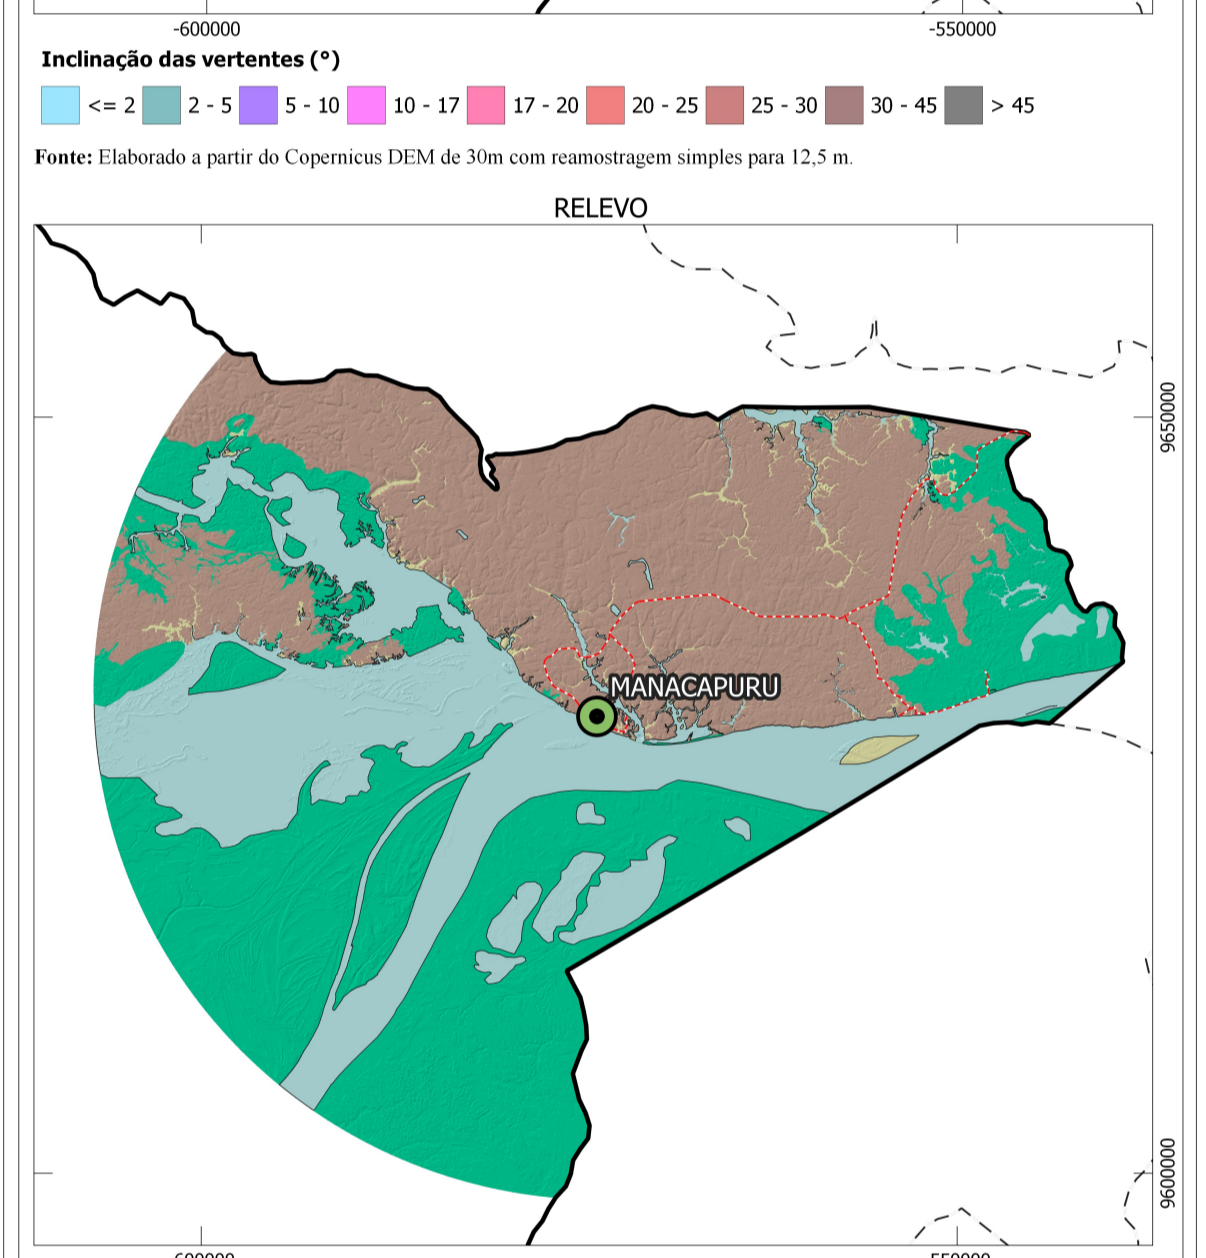 -600000 -550000
Inclinação das vertentes (°)
<= 2 2 - 5 5 - 10 10 - 17 17 - 20 20 - 25 25 - 30 30 - 45 > 45
Fonte: Elaborado a partir do Copernicus DEM de 30m com reamostragem simples para 12,5 m.
RELEVO
9650000
MANACAPURU
9600000